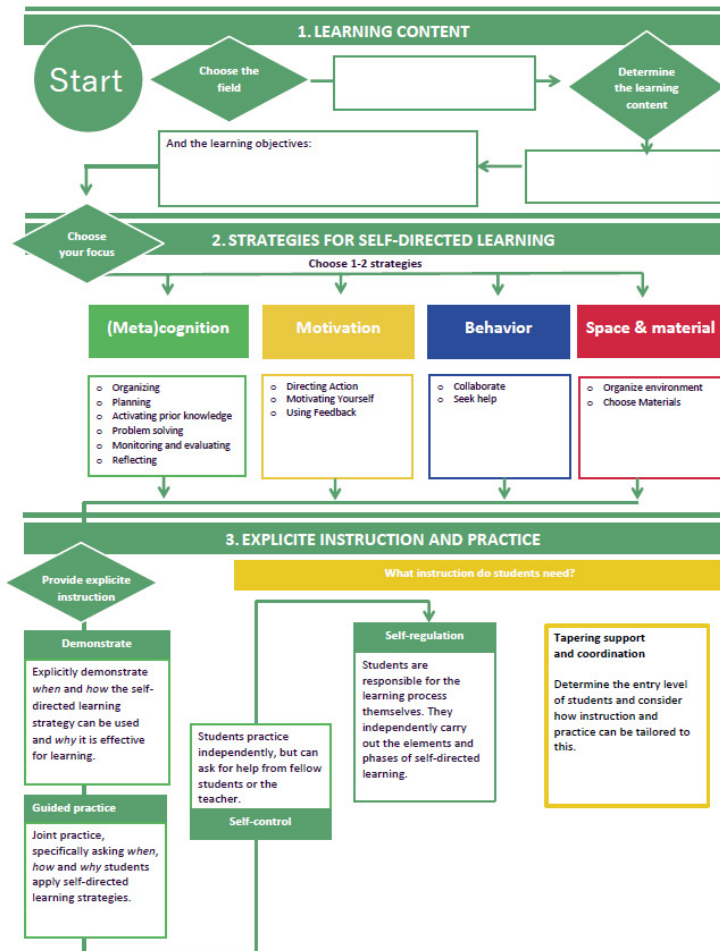 1. LEARNING CONTENT
Start
Choose the
field
Determine
the learning
content
And the learning objectives:
Choose
your focus
2. STRATEGIES FOR SELF-DIRECTED LEARNING
Choose 1-2 strategies
(Meta)cognition
Motivation
Behavior
Space & material
o Organizing
o Planning
o Activating prior knowledge
o Problem solving
o Monitoring and evaluating
o Reflecting
o Directing Action
o Motivating Yourself
o Using Feedback
o Collaborate
o Seek help
o Organize environment
o Choose Materials
3. EXPLICITE INSTRUCTION AND PRACTICE
Provide explicite
instruction
What instruction do students need?
Demonstrate
Explicitly demonstrate
when and how the self-
directed learning
strategy can be used
and why it is effective
for learning.
Guided practice
Joint practice,
specifically asking when,
how and why students
apply self-directed
learning strategies.
Students practice
independently, but can
ask for help from fellow
students or the
teacher.
Self-control
Self-regulation
Students are
responsible for the
learning process
themselves. They
independently carry
out the elements and
phases of self-directed
learning.
Tapering support
and coordination
Determine the entry level
of students and consider
how instruction and
practice can be tailored to
this.